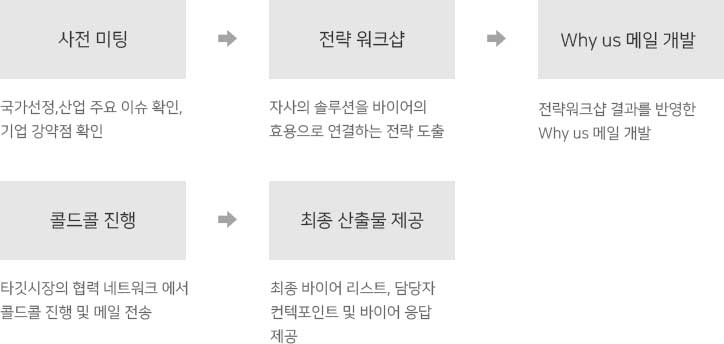 사전 미팅
전략 워크샵
Why us 메일 개발
국가선정,산업 주요 이슈 확인,
기업 강약점 확인
자사의 솔루션을 바이어의
효용으로 연결하는 전략 도출
전략워크샵 결과를 반영한
Why us 메일 개발
콜드콜 진행
최종 산출물 제공
타깃시장의 협력 네트워크 에서
콜드콜 진행 및 메일 전송
최종 바이어 리스트, 담당자
컨텍포인트 및 바이어 응답
제공